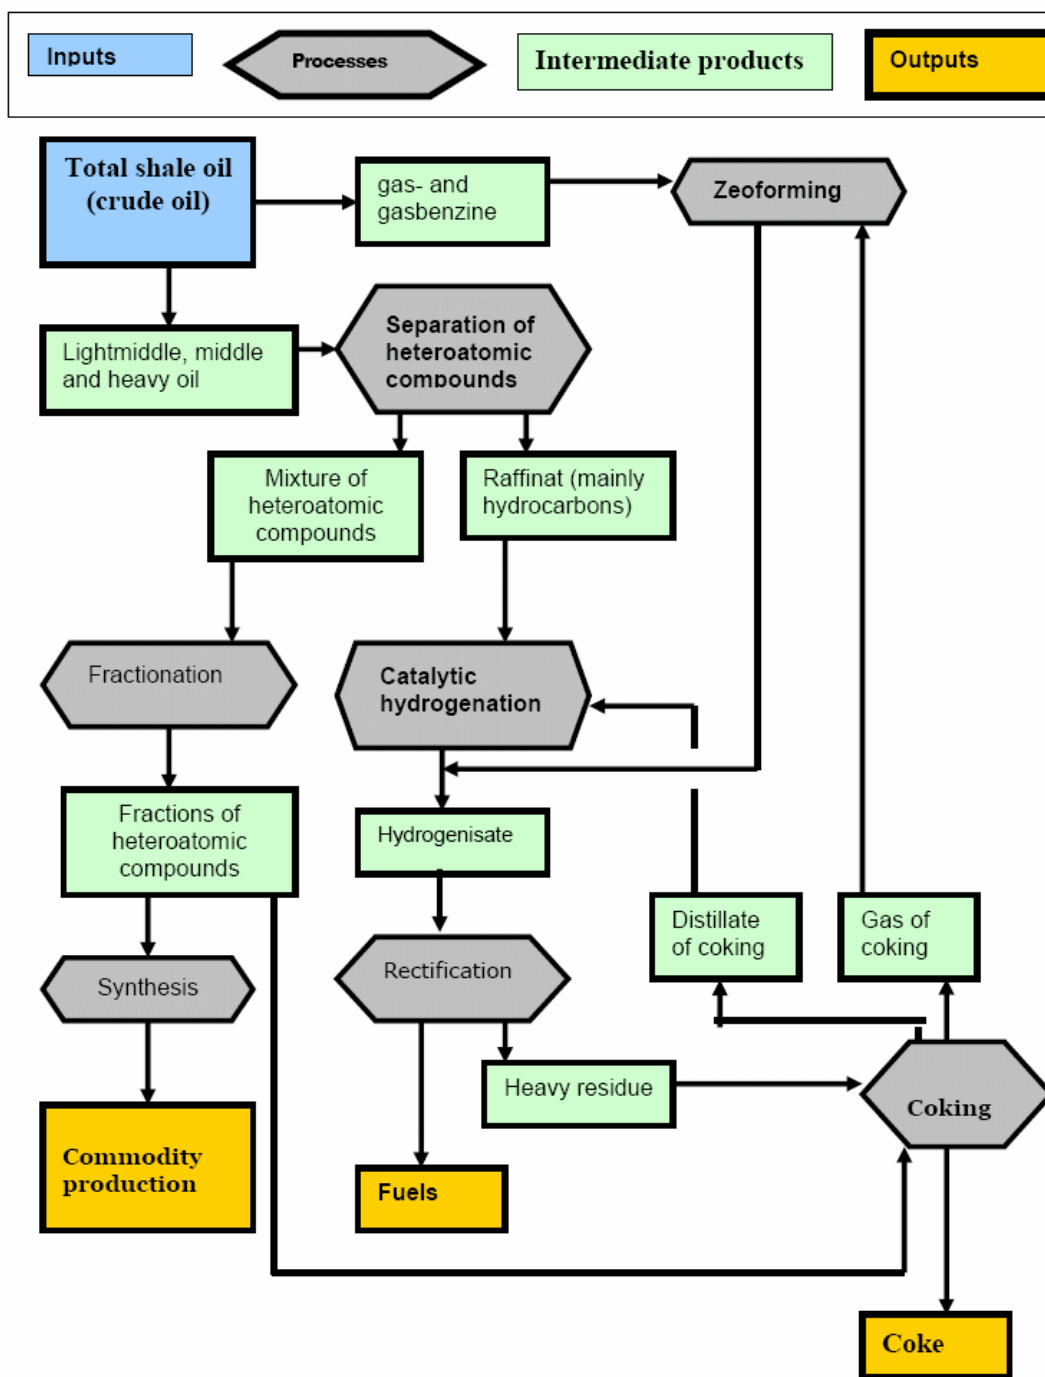 Inputs
Processes
Intermediate products
Outputs
Total shale oil
(crude oil)
gas- and
gasbenzine
Zeoforming
Lightmiddle, middle
and heavy oil
Separation of
heteroatomic
compounds
Mixture of
heteroatomic
compounds
Raffinat (mainly
hydrocarbons)
Fractionation
Catalytic
hydrogenation
Fractions of
heteroatomic
compounds
Hydrogenisate
Distillate
of coking
Gas of
coking
Synthesis
Rectification
Heavy residue
Coking
Commodity
production
Fuels
Coke